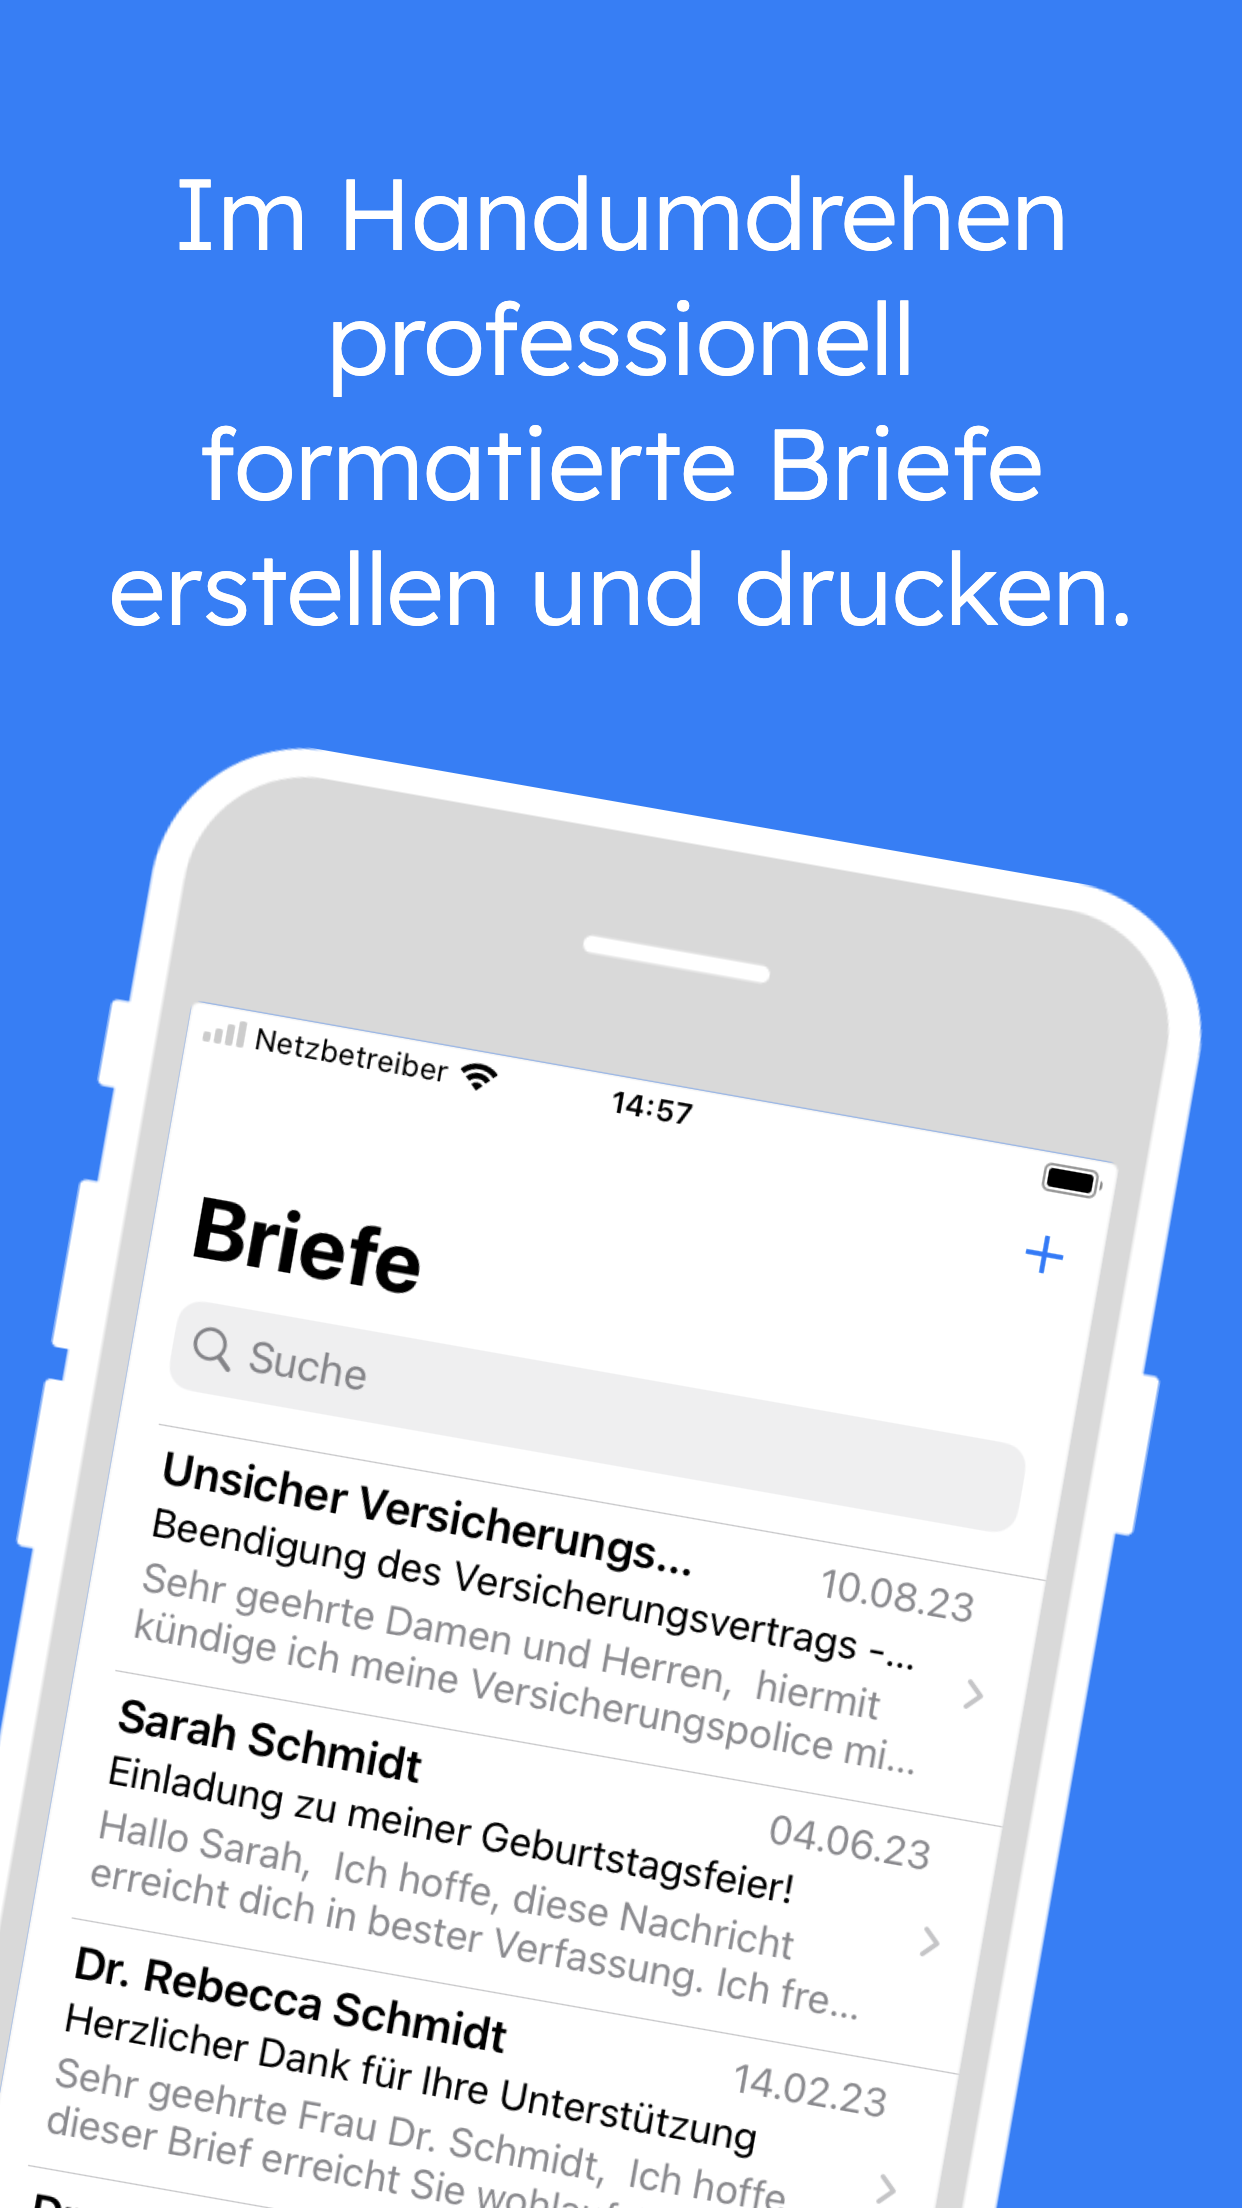 Im Handumdrehen
professionell
formatierte Briefe
erstellen und drucken.
Netzbetreiber
14:57
Briefe
Suche
Unsicher Versicherungs...
10.08.23
Beendigung des Versicherungsvertrags -...
Sehr geehrte Damen und Herren,  hiermit
kündige ich meine Versicherungspolice mi...
Sarah Schmidt
04.06.23
Einladung zu meiner Geburtstagsfeier!
Hallo Sarah,  Ich hoffe, diese Nachricht
erreicht dich in bester Verfassung. Ich fre...
Dr. Rebecca Schmidt
14.02.23
Herzlicher Dank für Ihre Unterstützung
Sehr geehrte Frau Dr. Schmidt,  Ich hoffe
dieser Brief erreicht Sie